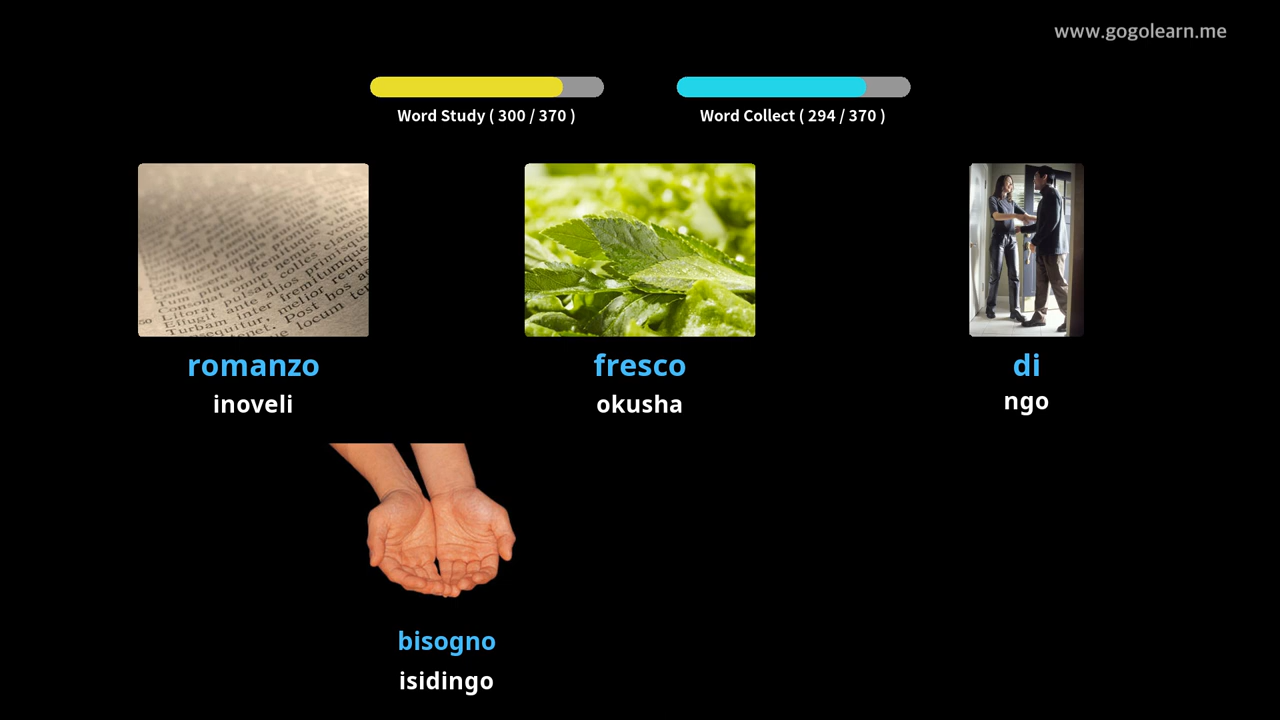 www.gogolearn.me
Word Study ( 300 / 370 )
Word Collect ( 294 / 370 )
romanzo
inoveli
fresco
okusha
di
ngo
bisogno
isidingo